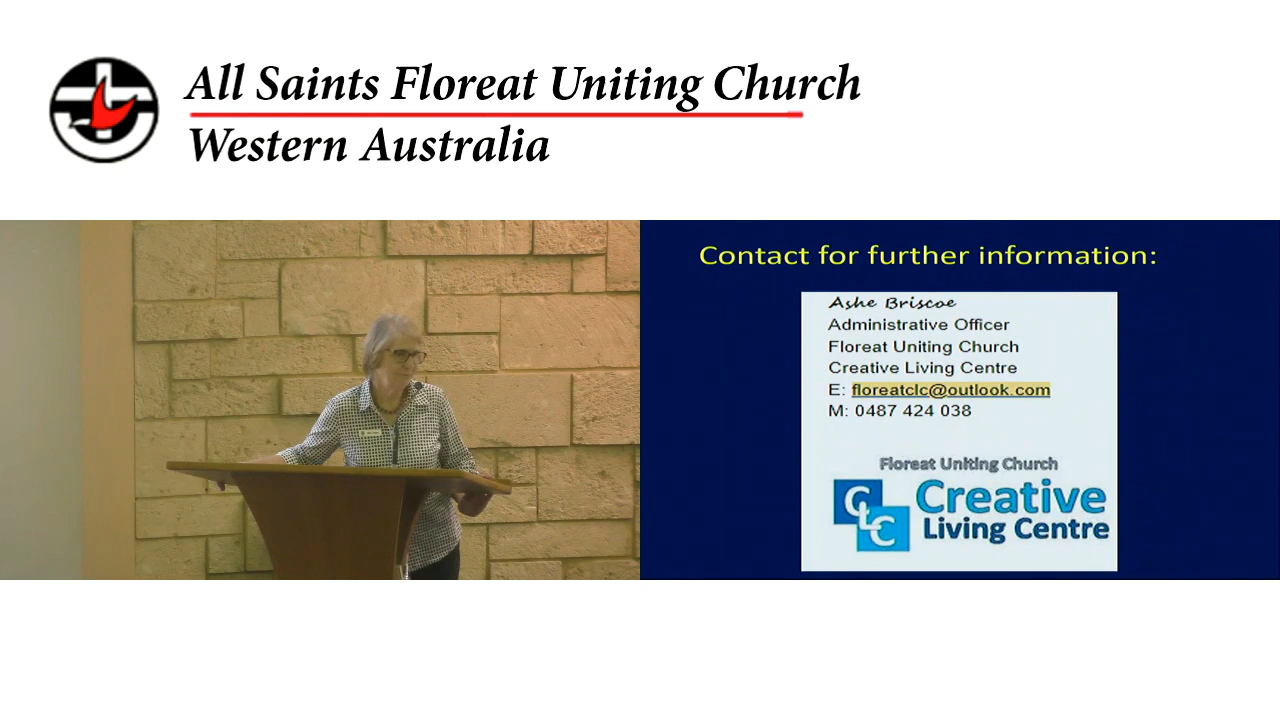 All Saints Floreat Uniting Church
Western Australia
Contact for further information:
Ashe Briscoe
Administrative Officer
Floreat Uniting Church
Creative Living Centre
E: floreatclc@outlook.com
M: 0487 424 038
Floreat Uniting Church
CLC
Creative
Living Centre